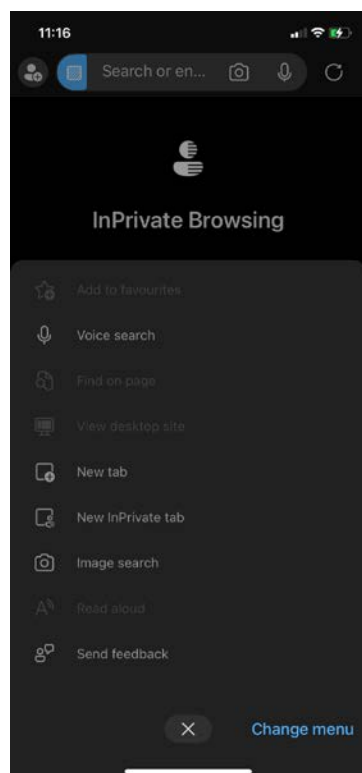 11:16
Search or en...
InPrivate Browsing
Add to favourites
Voice search
Find on page
View desktop site
New tab
New InPrivate tab
Image search
Read aloud
Send feedback
Change menu